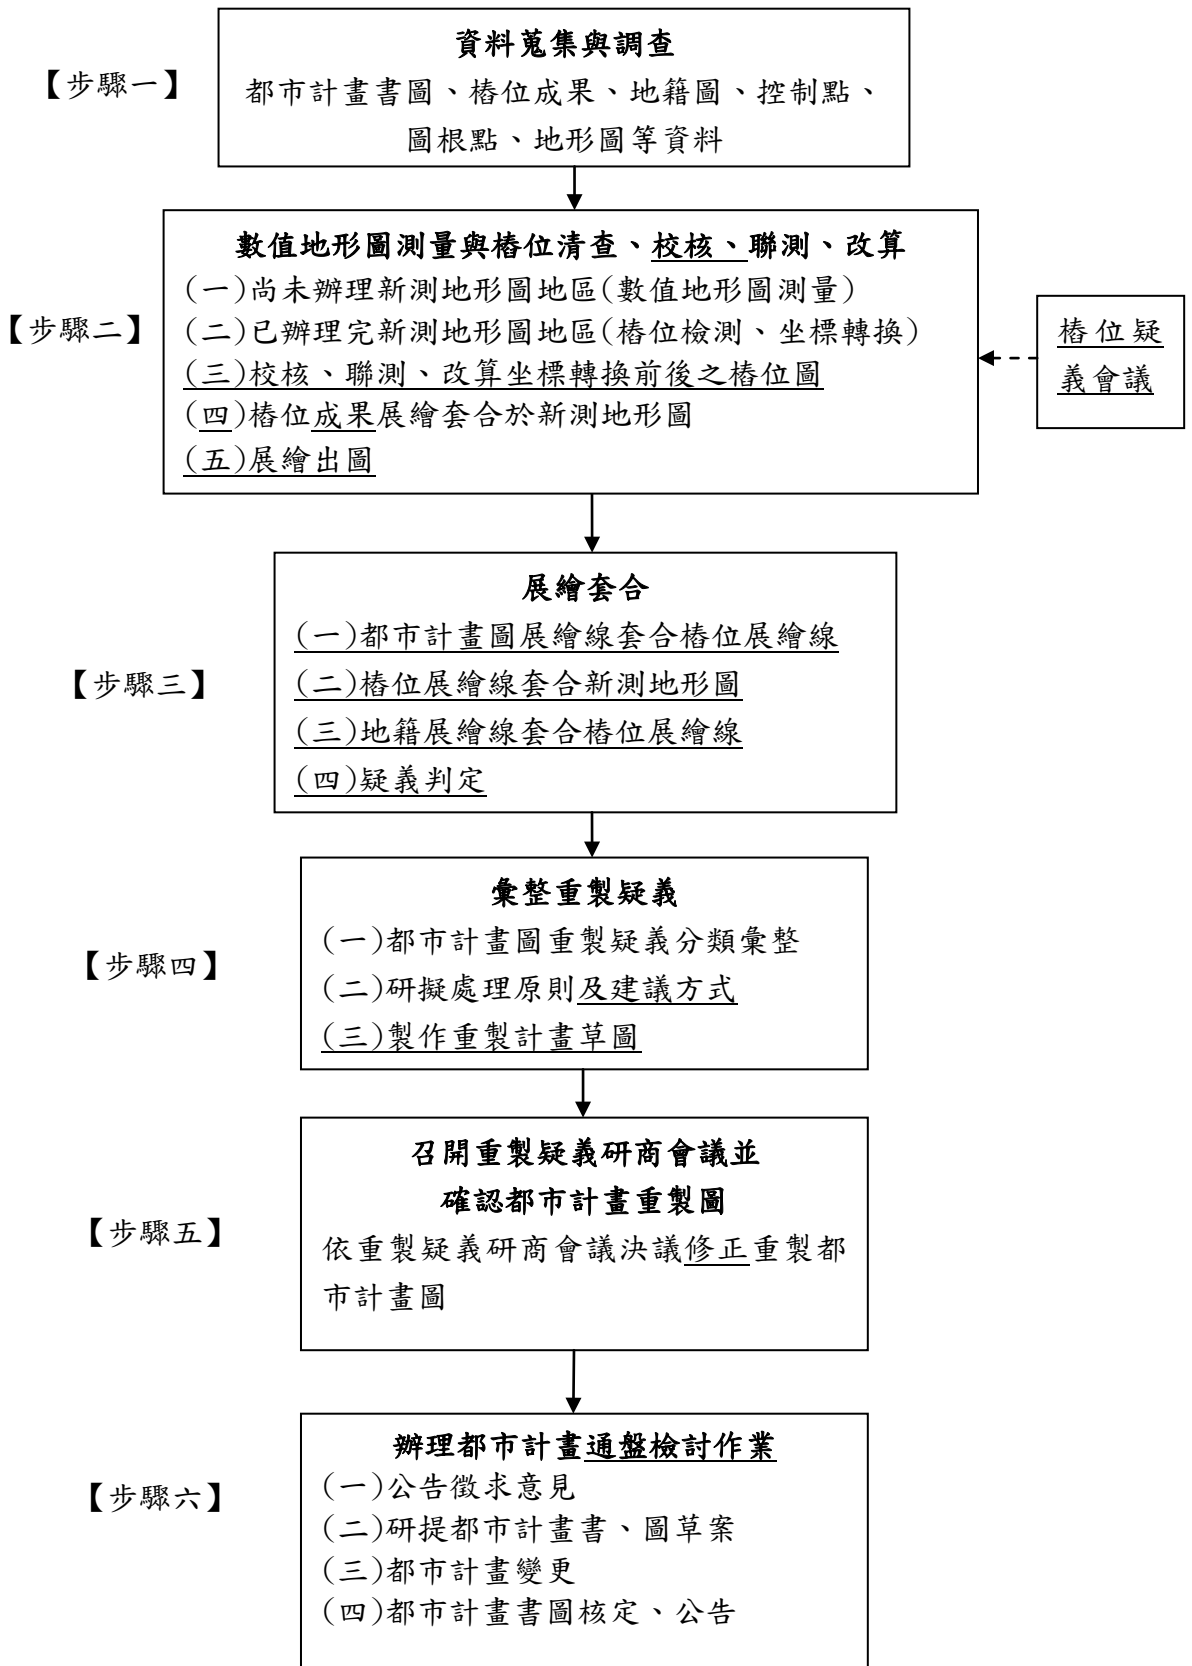 【步驟一】
資料蒐集與調查
都市計畫書圖、樁位成果、地籍圖、控制點、
圖根點、地形圖等資料
【步驟二】
數值地形圖測量與樁位清查、校核、聯測、改算
(一)尚未辦理新測地形圖地區(數值地形圖測量)
(二)已辦理完新測地形圖地區(樁位檢測、坐標轉換)
(三)校核、聯測、改算坐標轉換前後之樁位圖
(四)樁位成果展繪套合於新測地形圖
(五)展繪出圖
樁位疑
義會議
【步驟三】
展繪套合
(一)都市計畫圖展繪線套合樁位展繪線
(二)樁位展繪線套合新測地形圖
(三)地籍展繪線套合樁位展繪線
(四)疑義判定
【步驟四】
彙整重製疑義
(一)都市計畫圖重製疑義分類彙整
(二)研擬處理原則及建議方式
(三)製作重製計畫草圖
【步驟五】
召開重製疑義研商會議並
確認都市計畫重製圖
依重製疑義研商會議決議修正重製都
市計畫圖
【步驟六】
辦理都市計畫通盤檢討作業
(一)公告徵求意見
(二)研提都市計畫書、圖草案
(三)都市計畫變更
(四)都市計畫書圖核定、公告